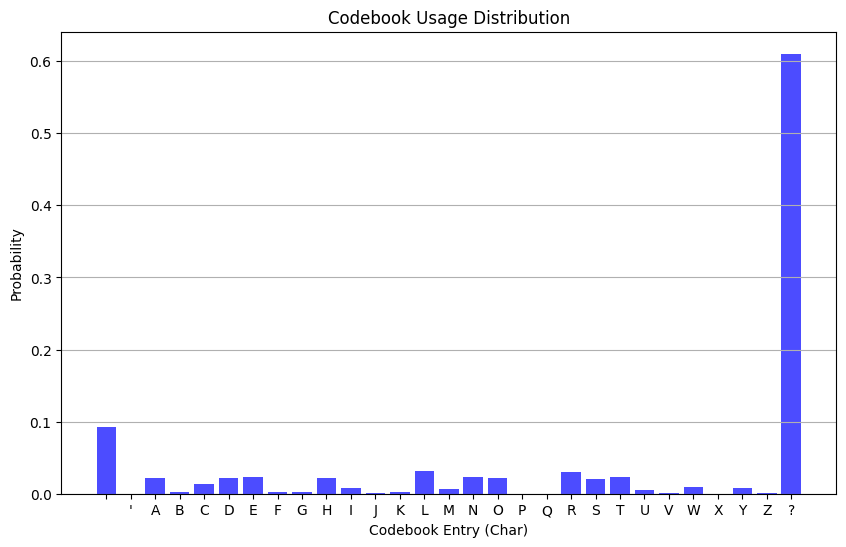 Codebook Usage Distribution
Probability
0.6
0.5
0.4
0.3
0.2
0.1
0.0
' A B C D E F G H I J K L M N O P Q R S T U V W X Y Z ?
Codebook Entry (Char)